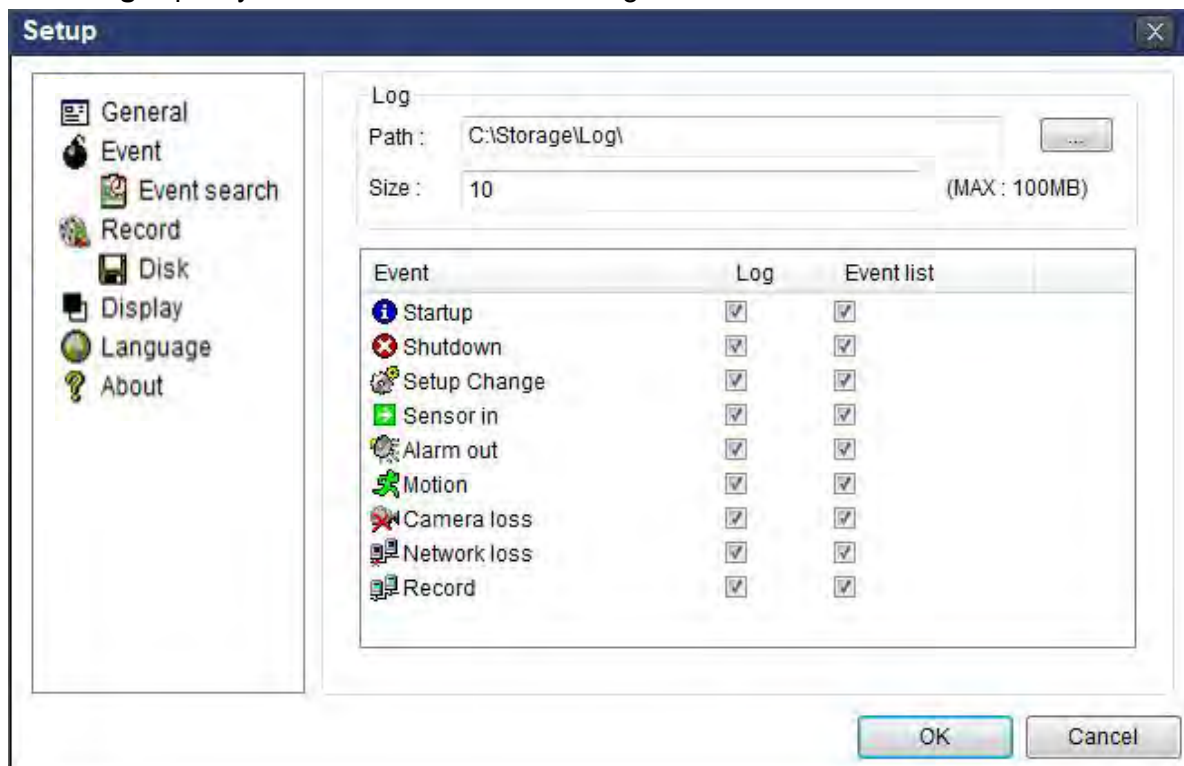 Setup
General
Event
Event search
Record
Disk
Display
Language
About
Log
Path : C:\Storage\Log\ ...
Size : 10 (MAX : 100MB)
Event Log Event list
Startup
Shutdown
Setup Change
Sensor in
Alarm out
Motion
Camera loss
Network loss
Record
OK Cancel